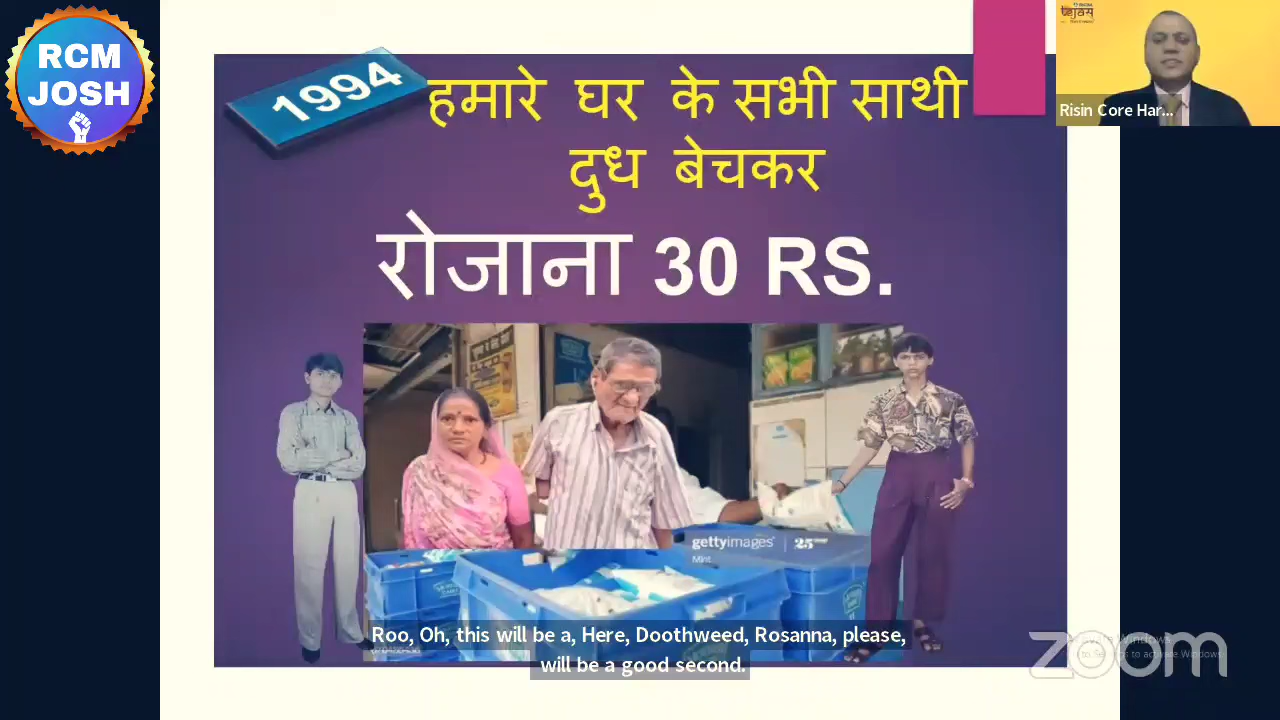 RCM
JOSH
1994
हमारे घर के सभी साथी
दुध बेचकर
रोजाना 30 RS.
Risin Core Har...
gettyimages
Mint
Roo, Oh, this will be a, Here, Doothweed, Rosanna, please,
will be a good second.
zoom